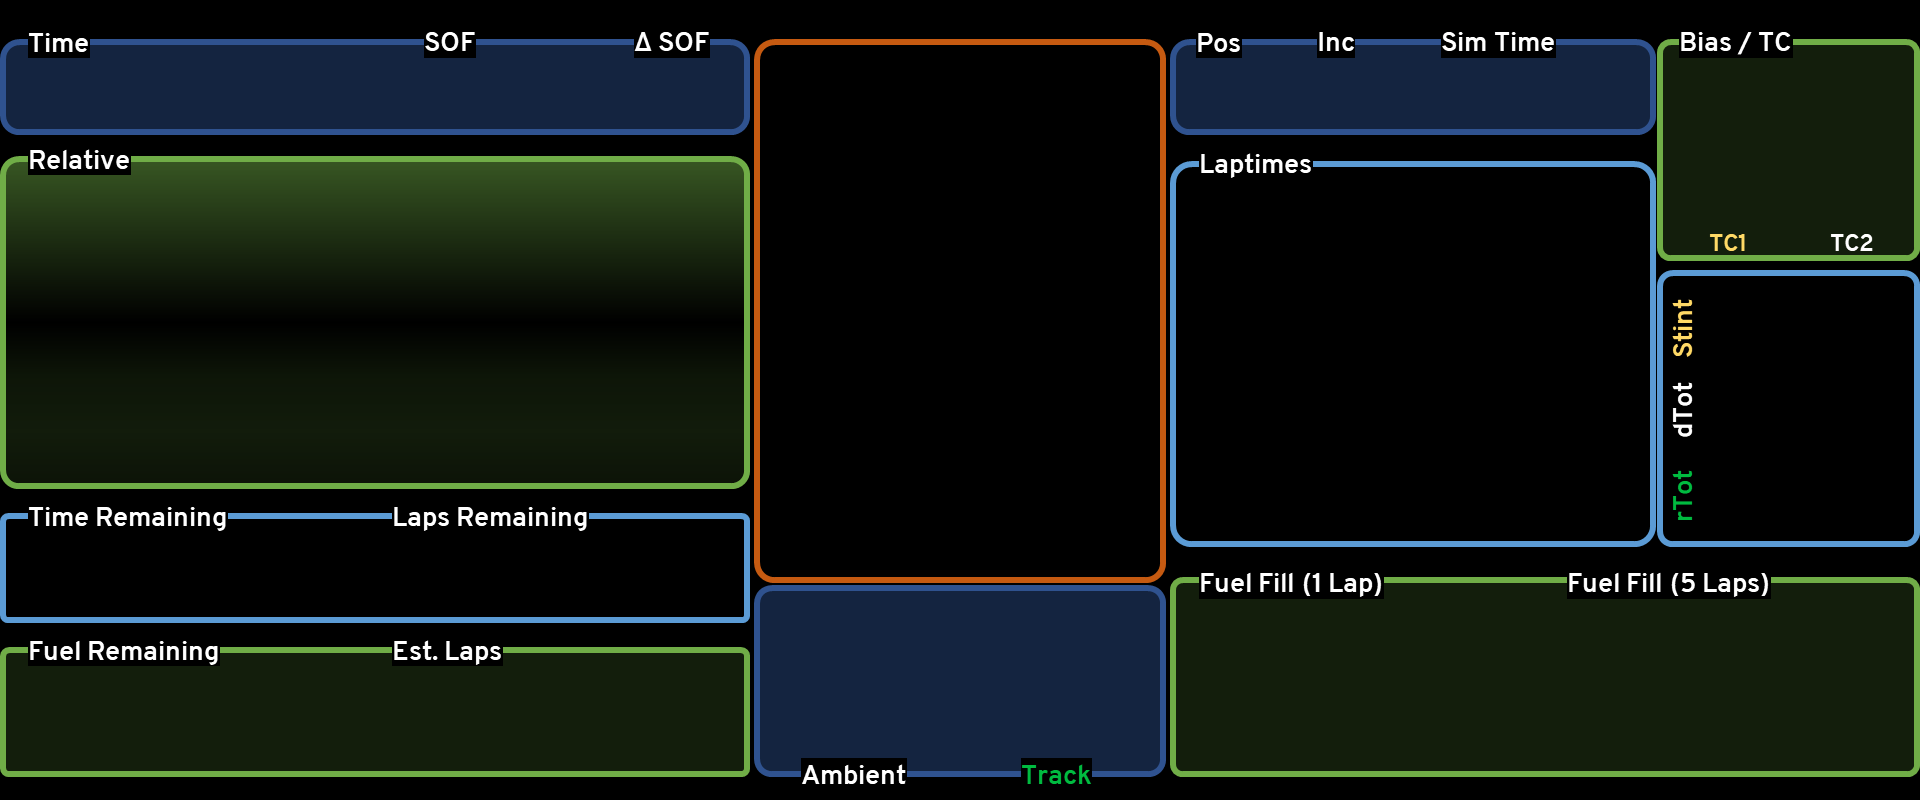 Time SOF Δ SOF
Relative
Time Remaining Laps Remaining
Fuel Remaining Est. Laps
Ambient Track
Pos Inc Sim Time
Laptimes
Bias / TC
TC1 TC2
Stint
dTot
rTot
Fuel Fill (1 Lap) Fuel Fill (5 Laps)